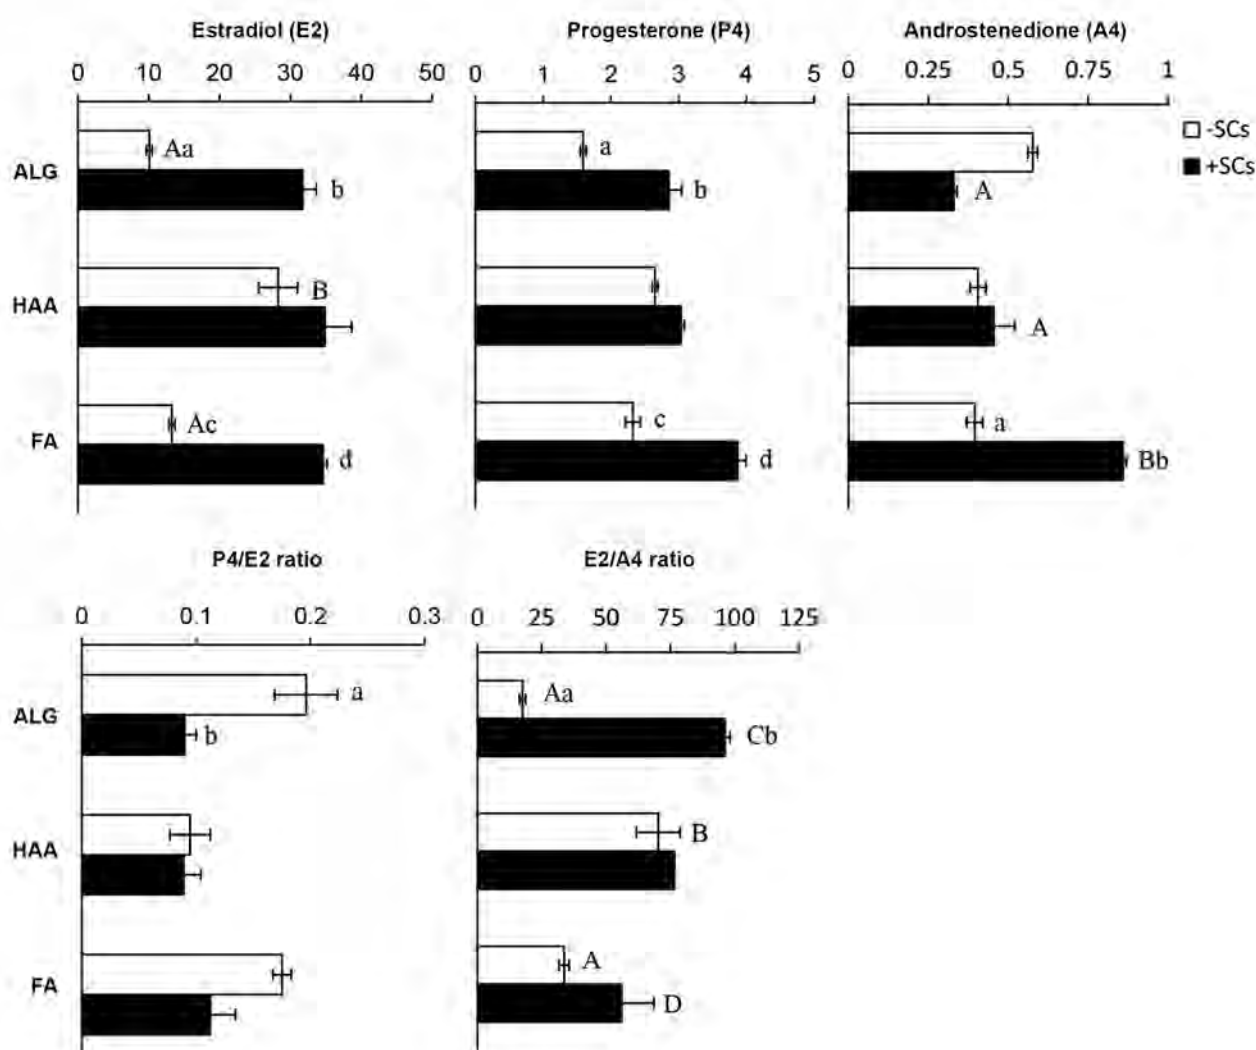 Estradiol (E2)
0 10 20 30 40 50
ALG
Aa
b
HAA
B
FA
Ac
d
Progesterone (P4)
0 1 2 3 4 5
a
b
c
d
Androstenedione (A4)
0 0.25 0.5 0.75 1
A
A
a
Bb
-SCs
+SCs
P4/E2 ratio
0 0.1 0.2 0.3
ALG
a
b
HAA
FA
E2/A4 ratio
0 25 50 75 100 125
Aa
Cb
B
A
D